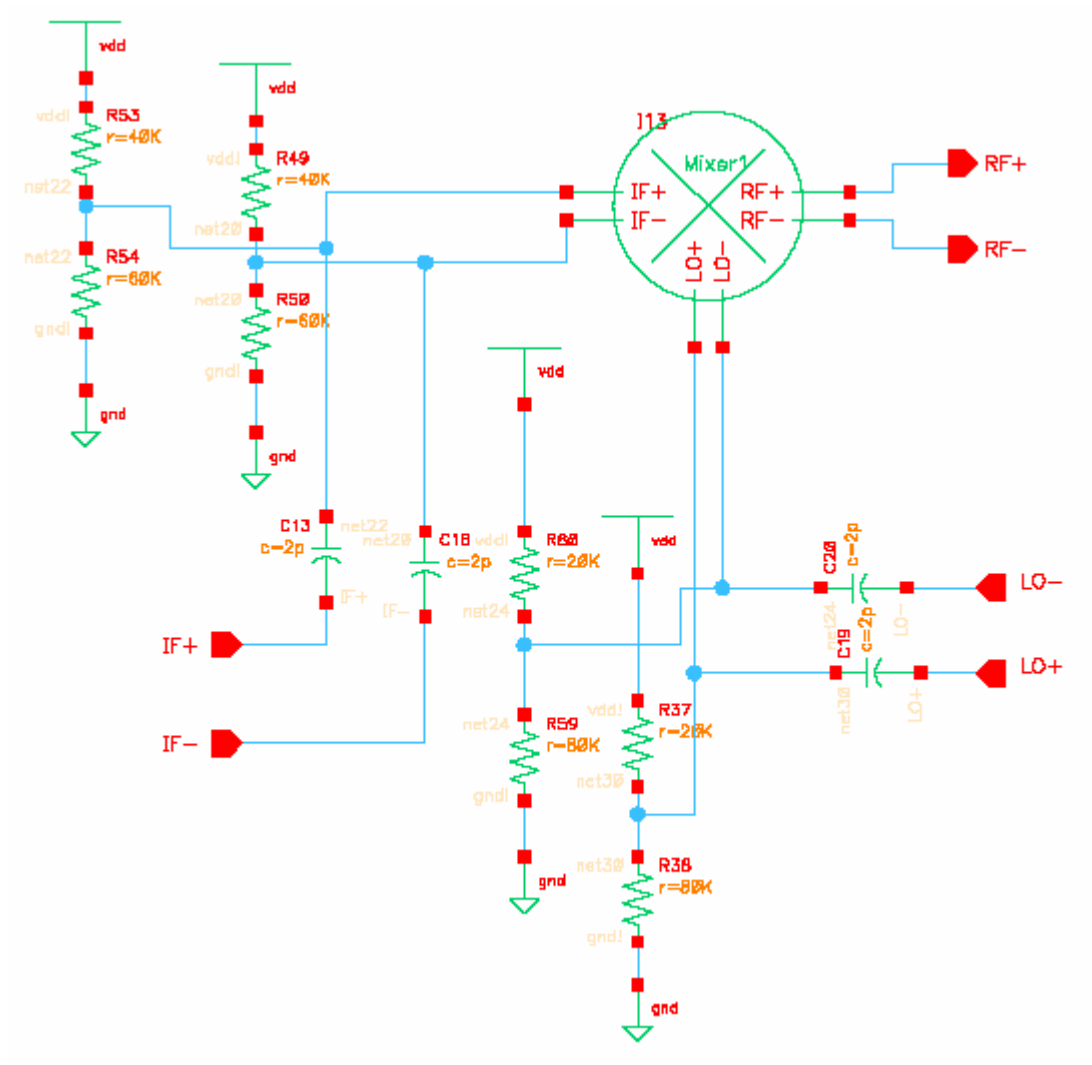 vdd
vdd!
R53
r=40K
net22
net22
R54
r=60K
gnd!
gnd
vdd
vdd!
R49
r=40K
net20
net20
R50
r=60K
gnd!
gnd
I13
Mixer1
IF+
IF-
RF+
RF-
LO+
LO-
RF+
RF-
C13
c=2p
net22
IF+
net20
C18
c=2p
IF-
IF+
IF-
vdd
vdd!
R60
r=20K
net24
net24
R59
r=80K
gnd!
gnd
vdd
vdd!
R37
r=20K
net30
net30
R38
r=80K
gnd!
gnd
C20
c=2p
net24
LO-
LO-
C19
c=2p
net30
LO+
LO+